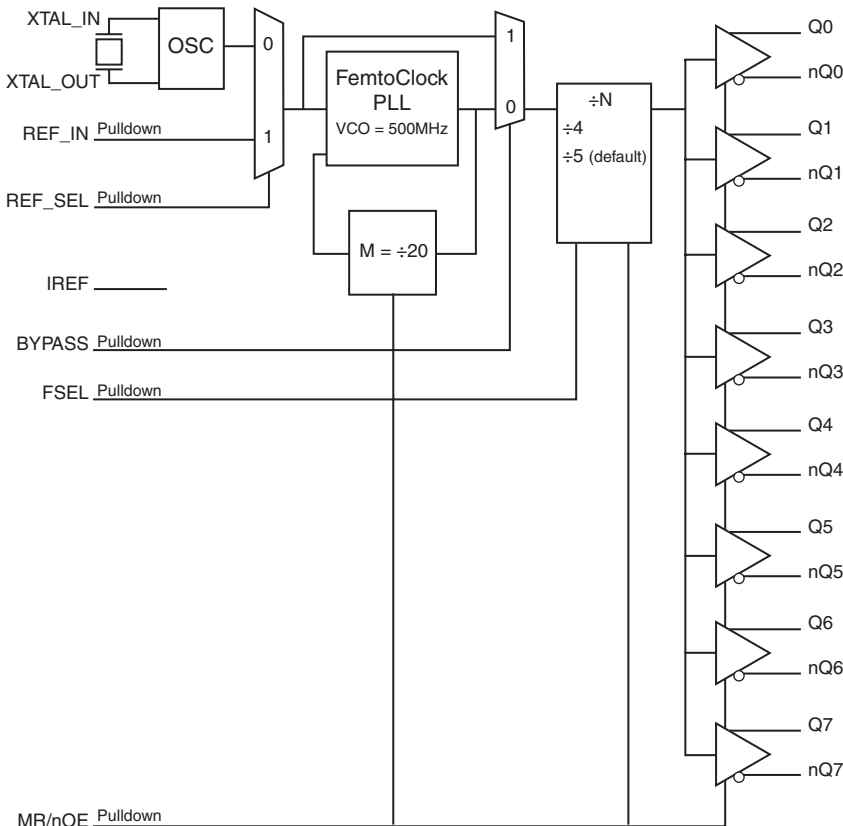 XTAL_IN
OSC
XTAL_OUT
0
1
REF_IN Pulldown
REF_SEL Pulldown
FemtoClock
PLL
VCO = 500MHz
1
0
÷N
÷4
÷5 (default)
M = ÷20
IREF
BYPASS Pulldown
FSEL Pulldown
MR/nOE Pulldown
Q0
nQ0
Q1
nQ1
Q2
nQ2
Q3
nQ3
Q4
nQ4
Q5
nQ5
Q6
nQ6
Q7
nQ7